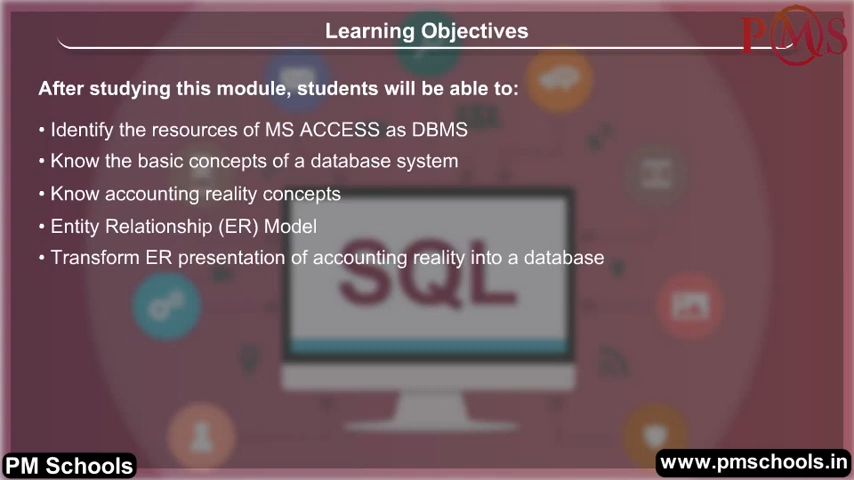 Learning Objectives
PMS
After studying this module, students will be able to:
• Identify the resources of MS ACCESS as DBMS
• Know the basic concepts of a database system
• Know accounting reality concepts
• Entity Relationship (ER) Model
• Transform ER presentation of accounting reality into a database
SQL
PM Schools
www.pmschools.in